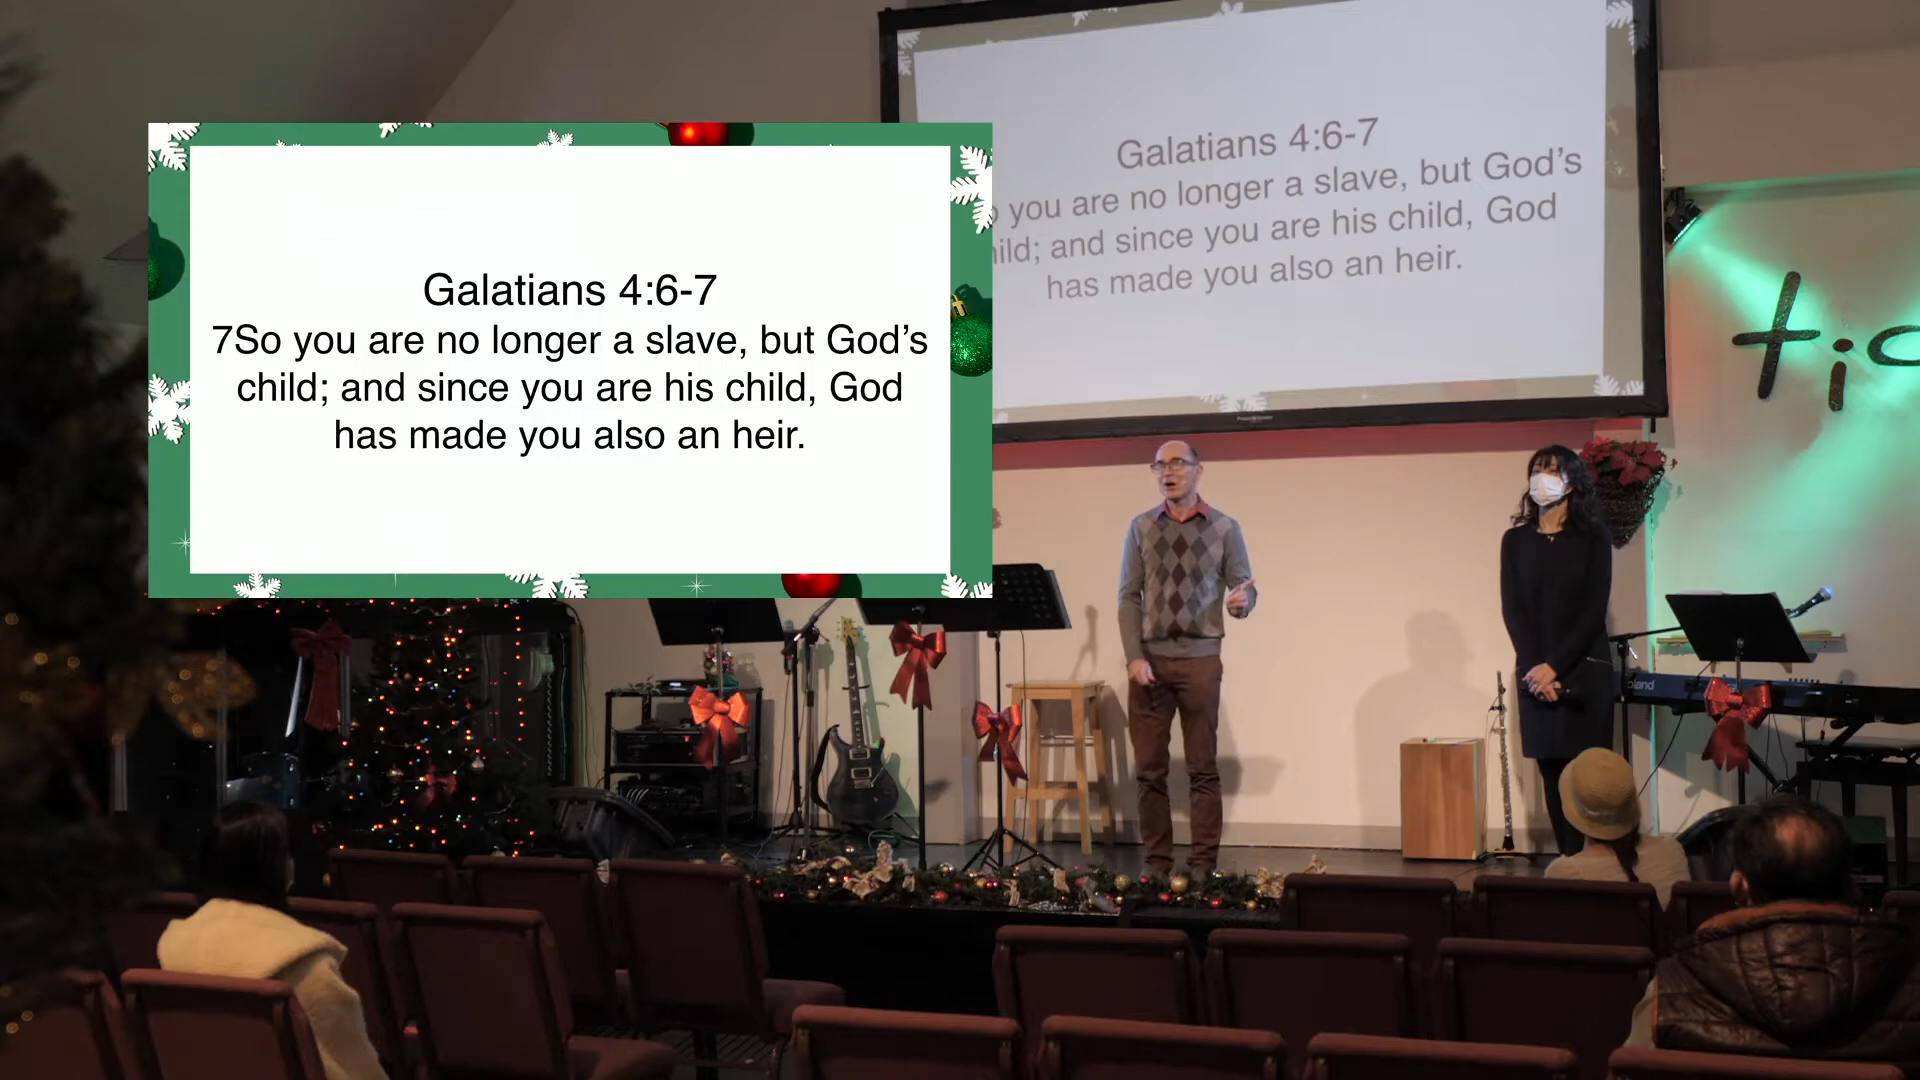 Galatians 4:6-7
7So you are no longer a slave, but God's
child; and since you are his child, God
has made you also an heir.
Galatians 4:6-7
you are no longer a slave, but God's
and since you are his child, God
has made you also an heir.